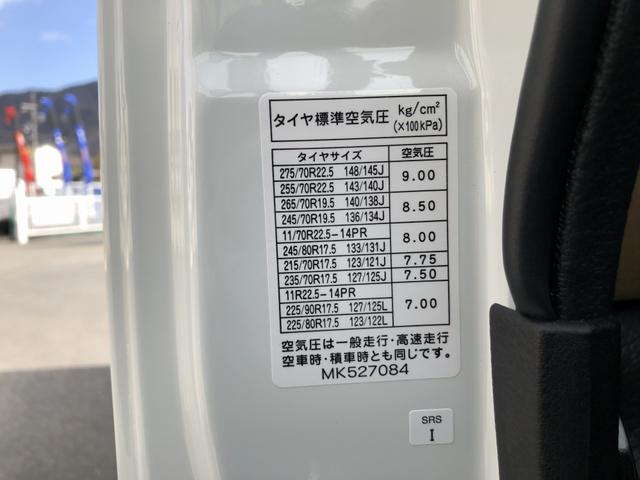 タイヤ標準空気圧 kg/cm²
(×100kPa)
タイヤサイズ 空気圧
275/70R22.5 148/145J 9.00
255/70R22.5 143/140J
265/70R19.5 140/138J 8.50
245/70R19.5 136/134J
11/70R22.5-14PR 8.00
245/80R17.5 133/131J
215/70R17.5 123/121J 7.75
235/70R17.5 127/125J 7.50
11R22.5-14PR 7.00
225/90R17.5 127/125L
225/80R17.5 123/122L
空気圧は一般走行・高速走行
空車時・積車時とも同じです。
MK527084
SRS
I